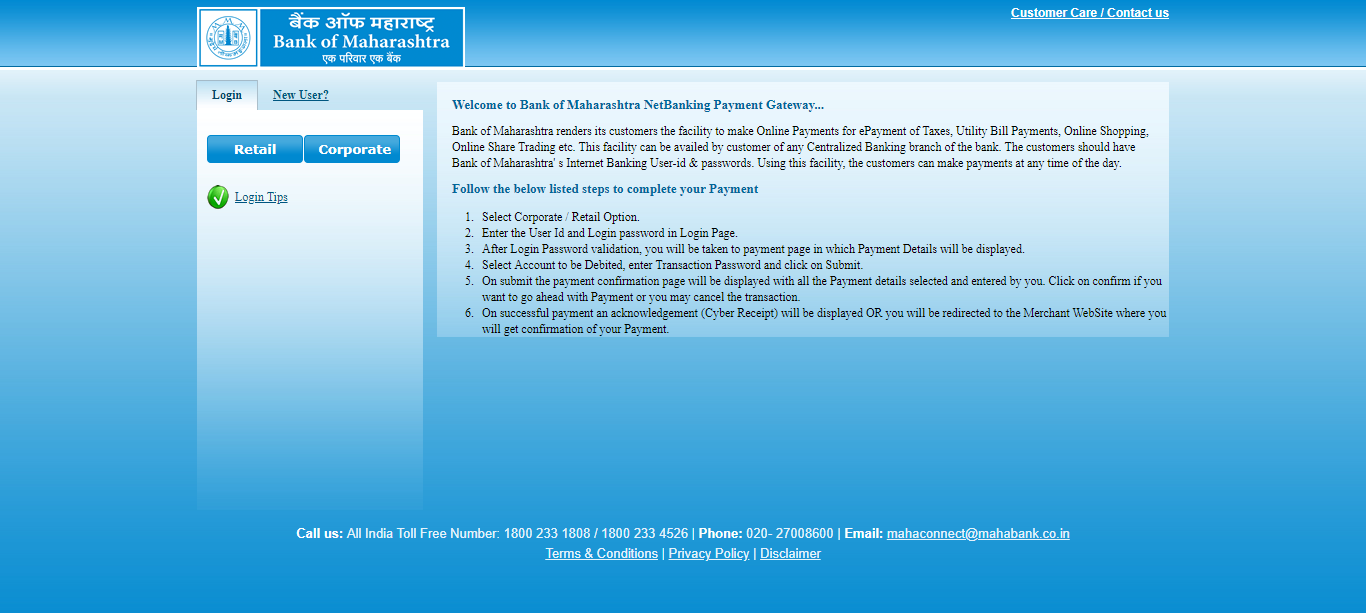 बैंक ऑफ महाराष्ट्र
Bank of Maharashtra
एक परिवार एक बैंक
Customer Care / Contact us
Login New User?
Retail Corporate
Login Tips
Welcome to Bank of Maharashtra NetBanking Payment Gateway...
Bank of Maharashtra renders its customers the facility to make Online Payments for ePayment of Taxes, Utility Bill Payments, Online Shopping,
Online Share Trading etc. This facility can be availed by customer of any Centralized Banking branch of the bank. The customers should have
Bank of Maharashtra' s Internet Banking User-id & passwords. Using this facility, the customers can make payments at any time of the day.
Follow the below listed steps to complete your Payment
1. Select Corporate / Retail Option.
2. Enter the User Id and Login password in Login Page.
3. After Login Password validation, you will be taken to payment page in which Payment Details will be displayed.
4. Select Account to be Debited, enter Transaction Password and click on Submit.
5. On submit the payment confirmation page will be displayed with all the Payment details selected and entered by you. Click on confirm if you
want to go ahead with Payment or you may cancel the transaction.
6. On successful payment an acknowledgement (Cyber Receipt) will be displayed OR you will be redirected to the Merchant WebSite where you
will get confirmation of your Payment.
Call us: All India Toll Free Number: 1800 233 1808 / 1800 233 4526 | Phone: 020- 27008600 | Email: mahaconnect@mahabank.co.in
Terms & Conditions | Privacy Policy | Disclaimer